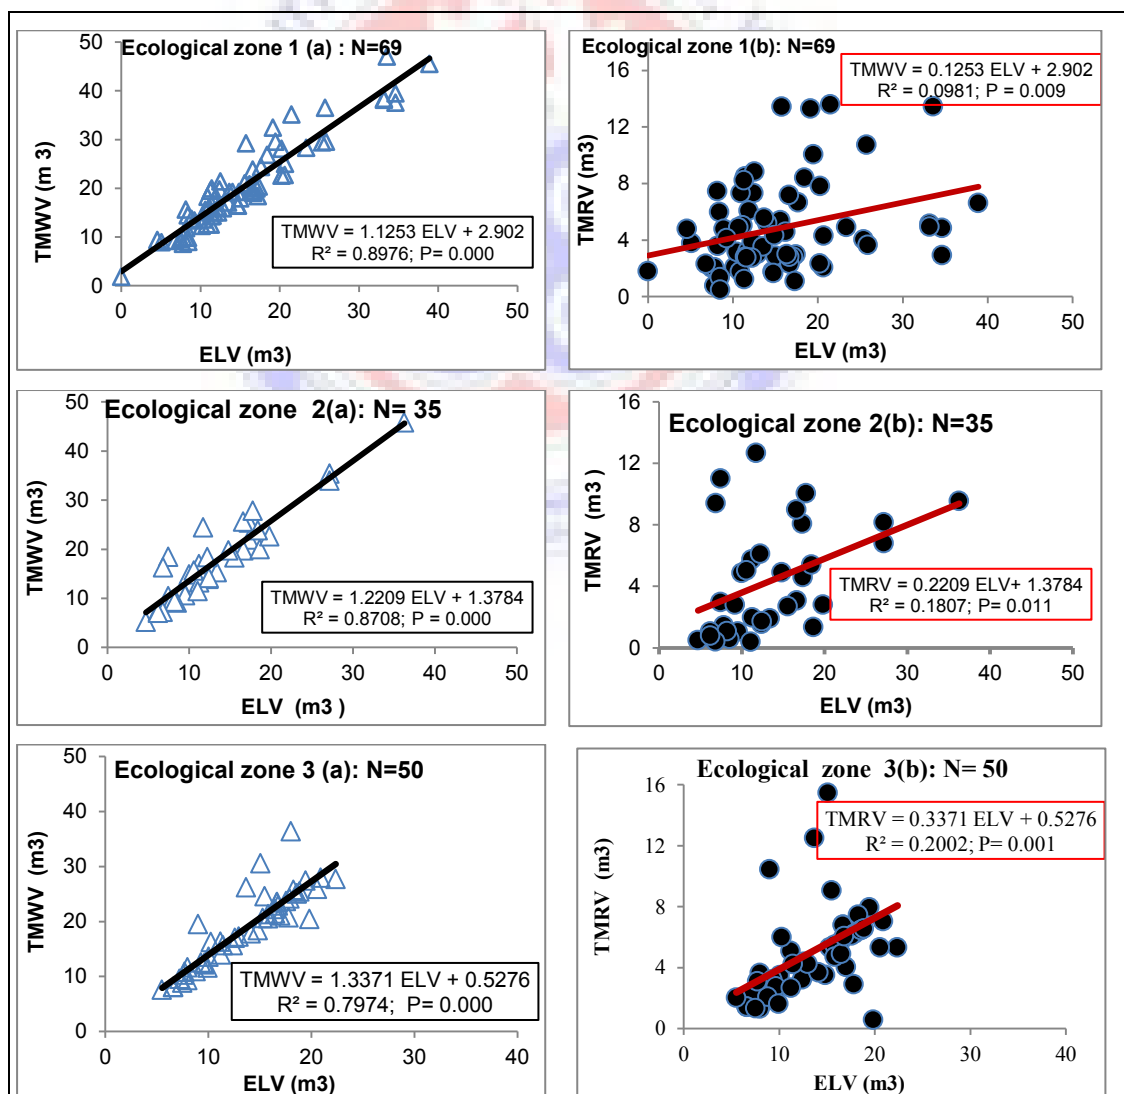 Ecological zone 1 (a) : N=69
50
40
30
20
10
0
TMWV (m 3)
TMWV = 1.1253 ELV + 2.902
R² = 0.8976; P= 0.000
0 10 20 30 40 50
ELV (m3)
Ecological zone 1(b): N=69
16
12
8
4
0
TMRV (m3)
TMWV = 0.1253 ELV + 2.902
R² = 0.0981; P = 0.009
0 10 20 30 40 50
ELV (m3)
Ecological zone 2(a): N= 35
50
40
30
20
10
0
TMWV (m3)
TMWV = 1.2209 ELV + 1.3784
R² = 0.8708; P = 0.000
0 10 20 30 40 50
ELV (m3 )
Ecological zone 2(b): N=35
16
12
8
4
0
TMRV (m3 )
TMRV = 0.2209 ELV+ 1.3784
R² = 0.1807; P= 0.011
0 10 20 30 40 50
ELV (m3)
Ecological zone 3 (a): N=50
50
40
30
20
10
0
TMWV (m3)
TMWV = 1.3371 ELV + 0.5276
R² = 0.7974; P= 0.000
0 10 20 30 40
ELV (m3)
Ecological zone 3(b): N= 50
16
12
8
4
0
TMRV (m3)
TMRV = 0.3371 ELV + 0.5276
R² = 0.2002; P= 0.001
0 10 20 30 40
ELV (m3)